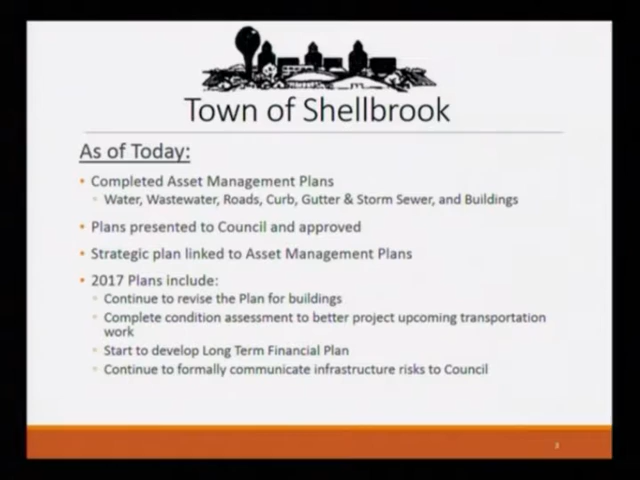 Town of Shellbrook
As of Today:
• Completed Asset Management Plans
◦ Water, Wastewater, Roads, Curb, Gutter & Storm Sewer, and Buildings
• Plans presented to Council and approved
• Strategic plan linked to Asset Management Plans
• 2017 Plans include:
◦ Continue to revise the Plan for buildings
◦ Complete condition assessment to better project upcoming transportation
work
◦ Start to develop Long Term Financial Plan
◦ Continue to formally communicate infrastructure risks to Council